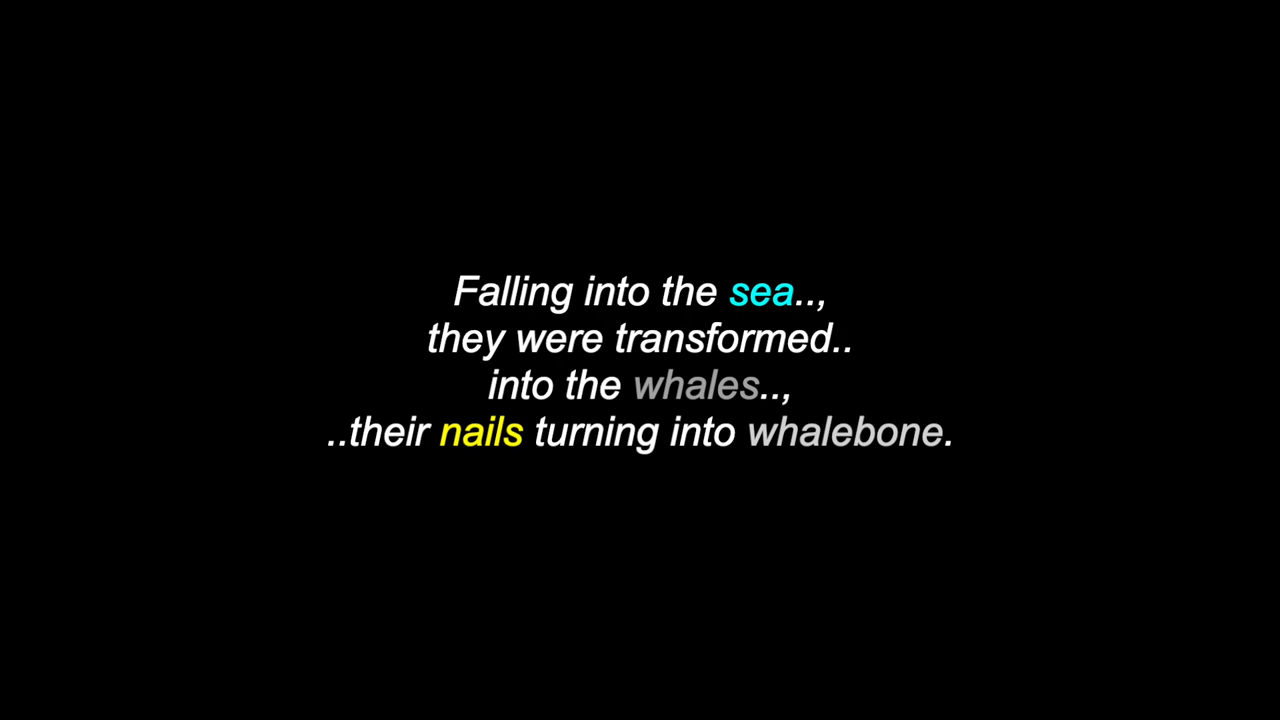 Falling into the sea..,
they were transformed..
into the whales..,
..their nails turning into whalebone.